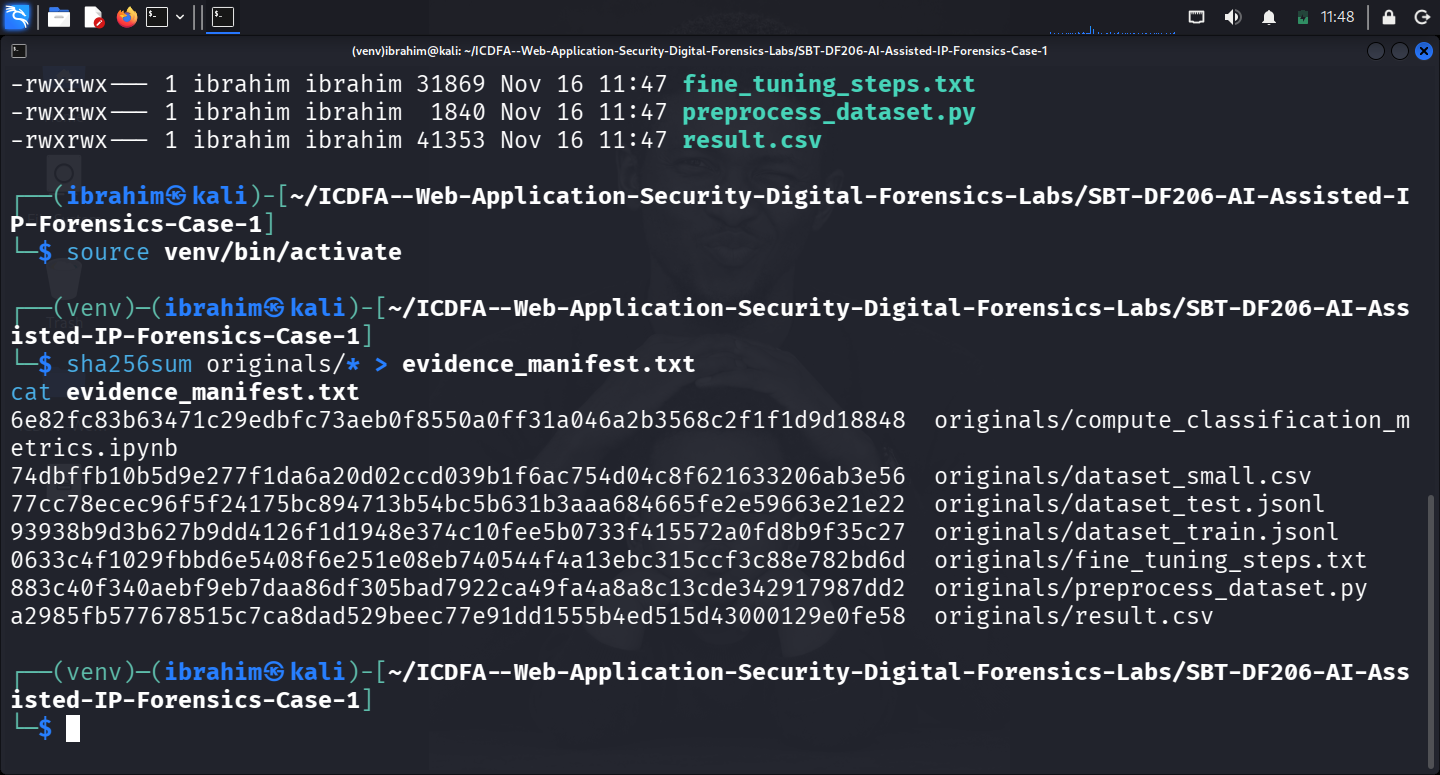 11:48
(venv)ibrahim@kali: ~/ICDFA--Web-Application-Security-Digital-Forensics-Labs/SBT-DF206-AI-Assisted-IP-Forensics-Case-1
-rwxrwx--- 1 ibrahim ibrahim 31869 Nov 16 11:47 fine_tuning_steps.txt
-rwxrwx--- 1 ibrahim ibrahim  1840 Nov 16 11:47 preprocess_dataset.py
-rwxrwx--- 1 ibrahim ibrahim 41353 Nov 16 11:47 result.csv
┌──(ibrahim㉿kali)-[~/ICDFA--Web-Application-Security-Digital-Forensics-Labs/SBT-DF206-AI-Assisted-I
P-Forensics-Case-1]
└─$ source venv/bin/activate
┌──(venv)─(ibrahim㉿kali)-[~/ICDFA--Web-Application-Security-Digital-Forensics-Labs/SBT-DF206-AI-Ass
isted-IP-Forensics-Case-1]
└─$ sha256sum originals/* > evidence_manifest.txt
cat evidence_manifest.txt
6e82fc83b63471c29edbfc73aeb0f8550a0ff31a046a2b3568c2f1f1d9d18848  originals/compute_classification_m
etrics.ipynb
74dbffb10b5d9e277f1da6a20d02ccd039b1f6ac754d04c8f621633206ab3e56  originals/dataset_small.csv
77cc78ecec96f5f24175bc894713b54bc5b631b3aaa684665fe2e59663e21e22  originals/dataset_test.jsonl
93938b9d3b627b9dd4126f1d1948e374c10fee5b0733f415572a0fd8b9f35c27  originals/dataset_train.jsonl
0633c4f1029fbbd6e5408f6e251e08eb740544f4a13ebc315ccf3c88e782bd6d  originals/fine_tuning_steps.txt
883c40f340aebf9eb7daa86df305bad7922ca49fa4a8a8c13cde342917987dd2  originals/preprocess_dataset.py
a2985fb577678515c7ca8dad529beec77e91dd1555b4ed515d43000129e0fe58  originals/result.csv
┌──(venv)─(ibrahim㉿kali)-[~/ICDFA--Web-Application-Security-Digital-Forensics-Labs/SBT-DF206-AI-Ass
isted-IP-Forensics-Case-1]
└─$